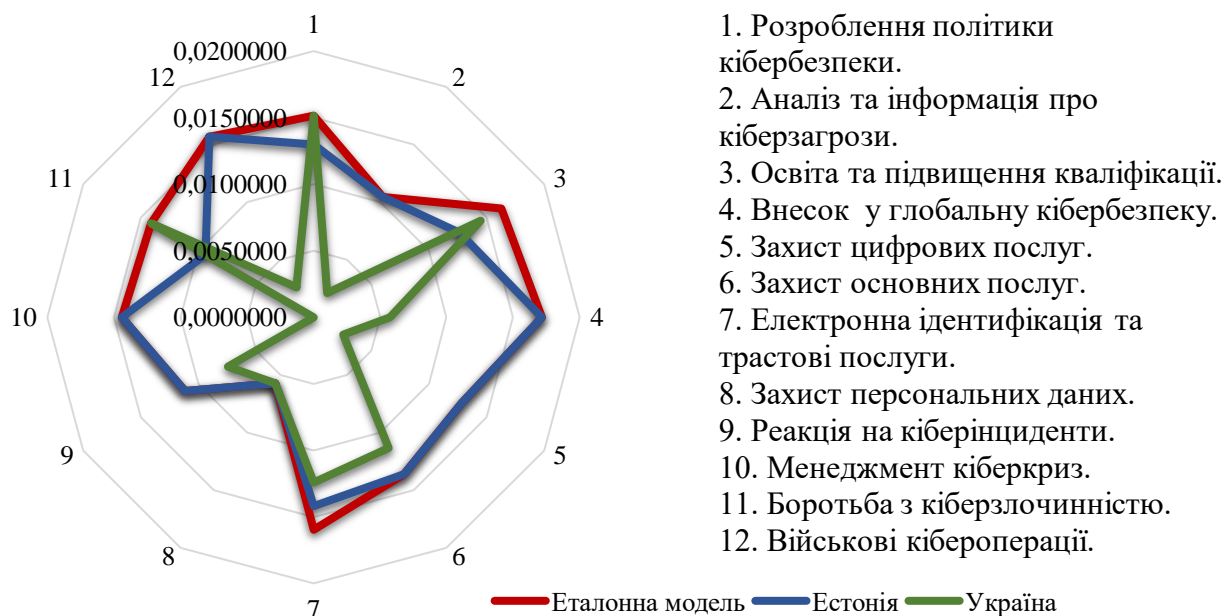 1
0,0200000
12
2
0,0150000
11
0,0100000
3
0,0050000
10
0,0000000
4
9
5
8
6
7
1. Розроблення політики
кібербезпеки.
2. Аналіз та інформація про
кіберзагрози.
3. Освіта та підвищення кваліфікації.
4. Внесок у глобальну кібербезпеку.
5. Захист цифрових послуг.
6. Захист основних послуг.
7. Електронна ідентифікація та
трастові послуги.
8. Захист персональних даних.
9. Реакція на кіберінциденти.
10. Менеджмент кіберкриз.
11. Боротьба з кіберзлочинністю.
12. Військові кібероперації.
Еталонна модель Естонія Україна